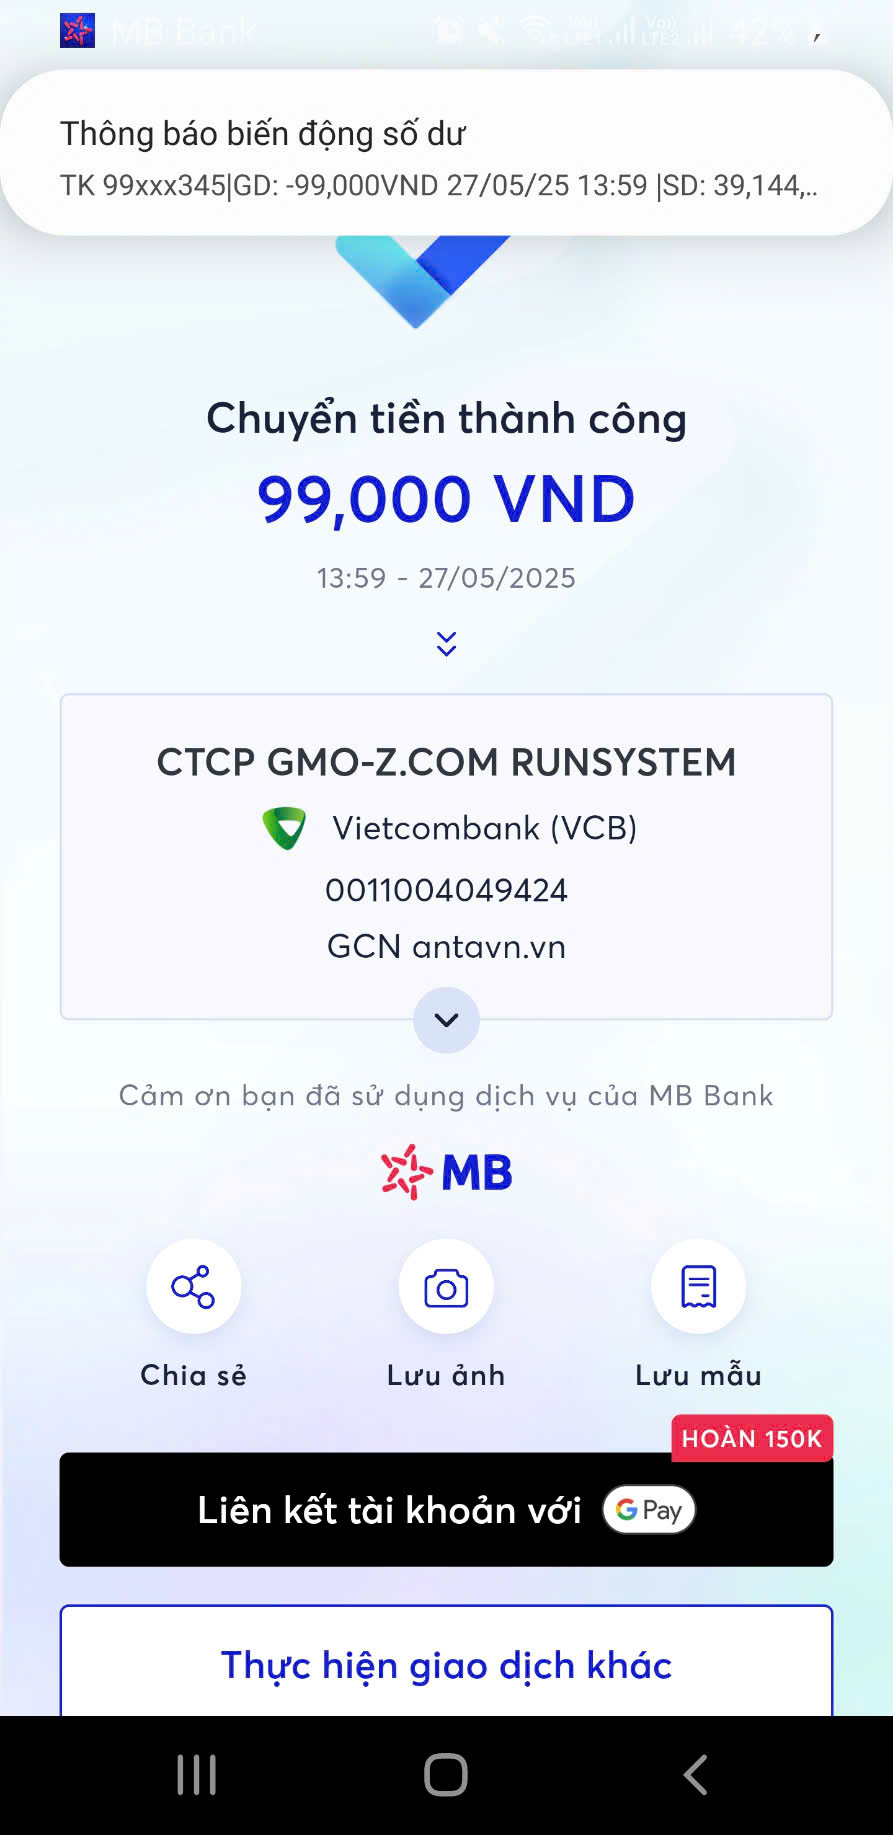 MB Bank
42%
Thông báo biến động số dư
TK 99xxx345|GD: -99,000VND 27/05/25 13:59 |SD: 39,144,..
Chuyển tiền thành công
99,000 VND
13:59 - 27/05/2025
CTCP GMO-Z.COM RUNSYSTEM
Vietcombank (VCB)
0011004049424
GCN antavn.vn
Cảm ơn bạn đã sử dụng dịch vụ của MB Bank
MB
Chia sẻ
Lưu ảnh
Lưu mẫu
HOÀN 150K
Liên kết tài khoản với G Pay
Thực hiện giao dịch khác